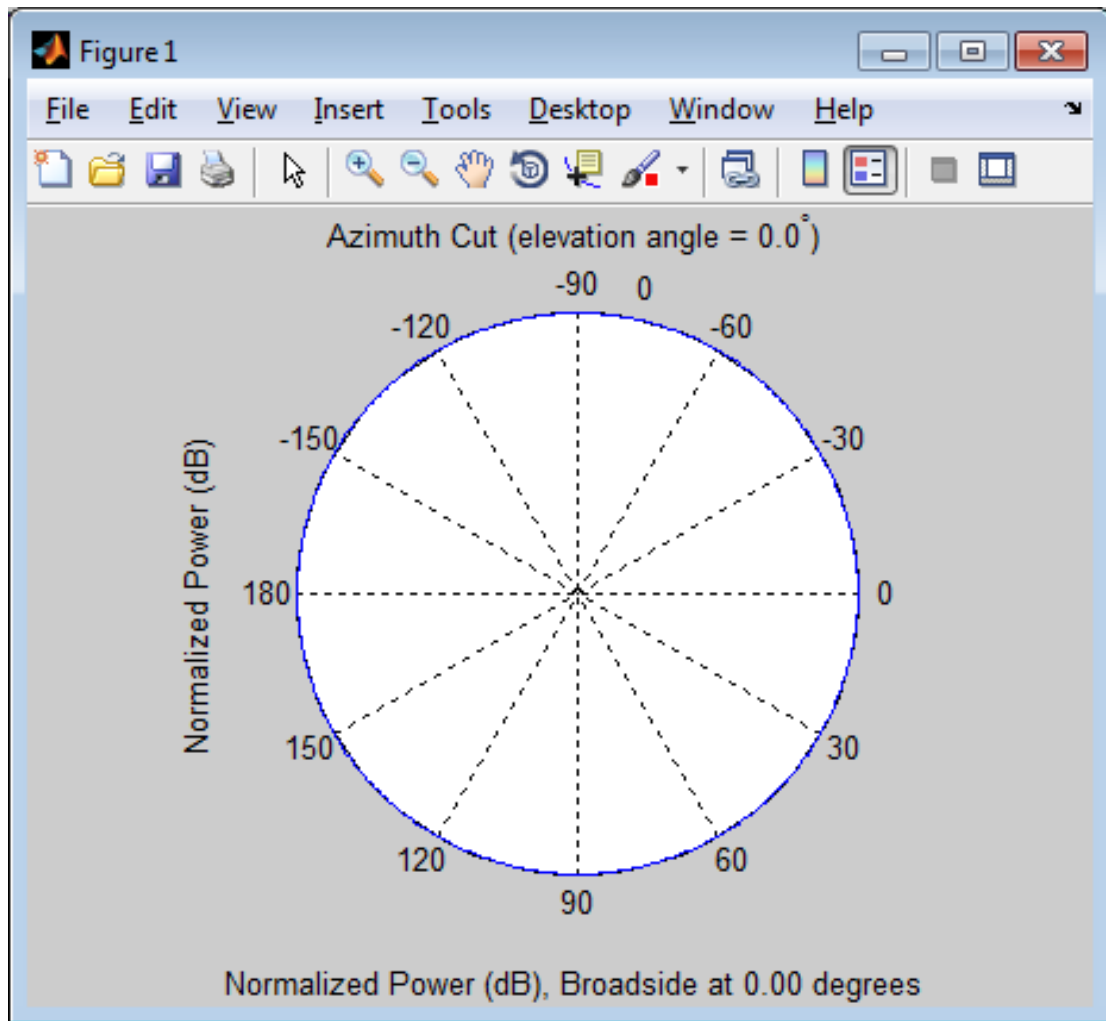 Figure 1
File Edit View Insert Tools Desktop Window Help
Azimuth Cut (elevation angle = 0.0°)
-90 0
-120 -60
-150 -30
Normalized Power (dB)
180 0
150 30
120 60
90
Normalized Power (dB), Broadside at 0.00 degrees